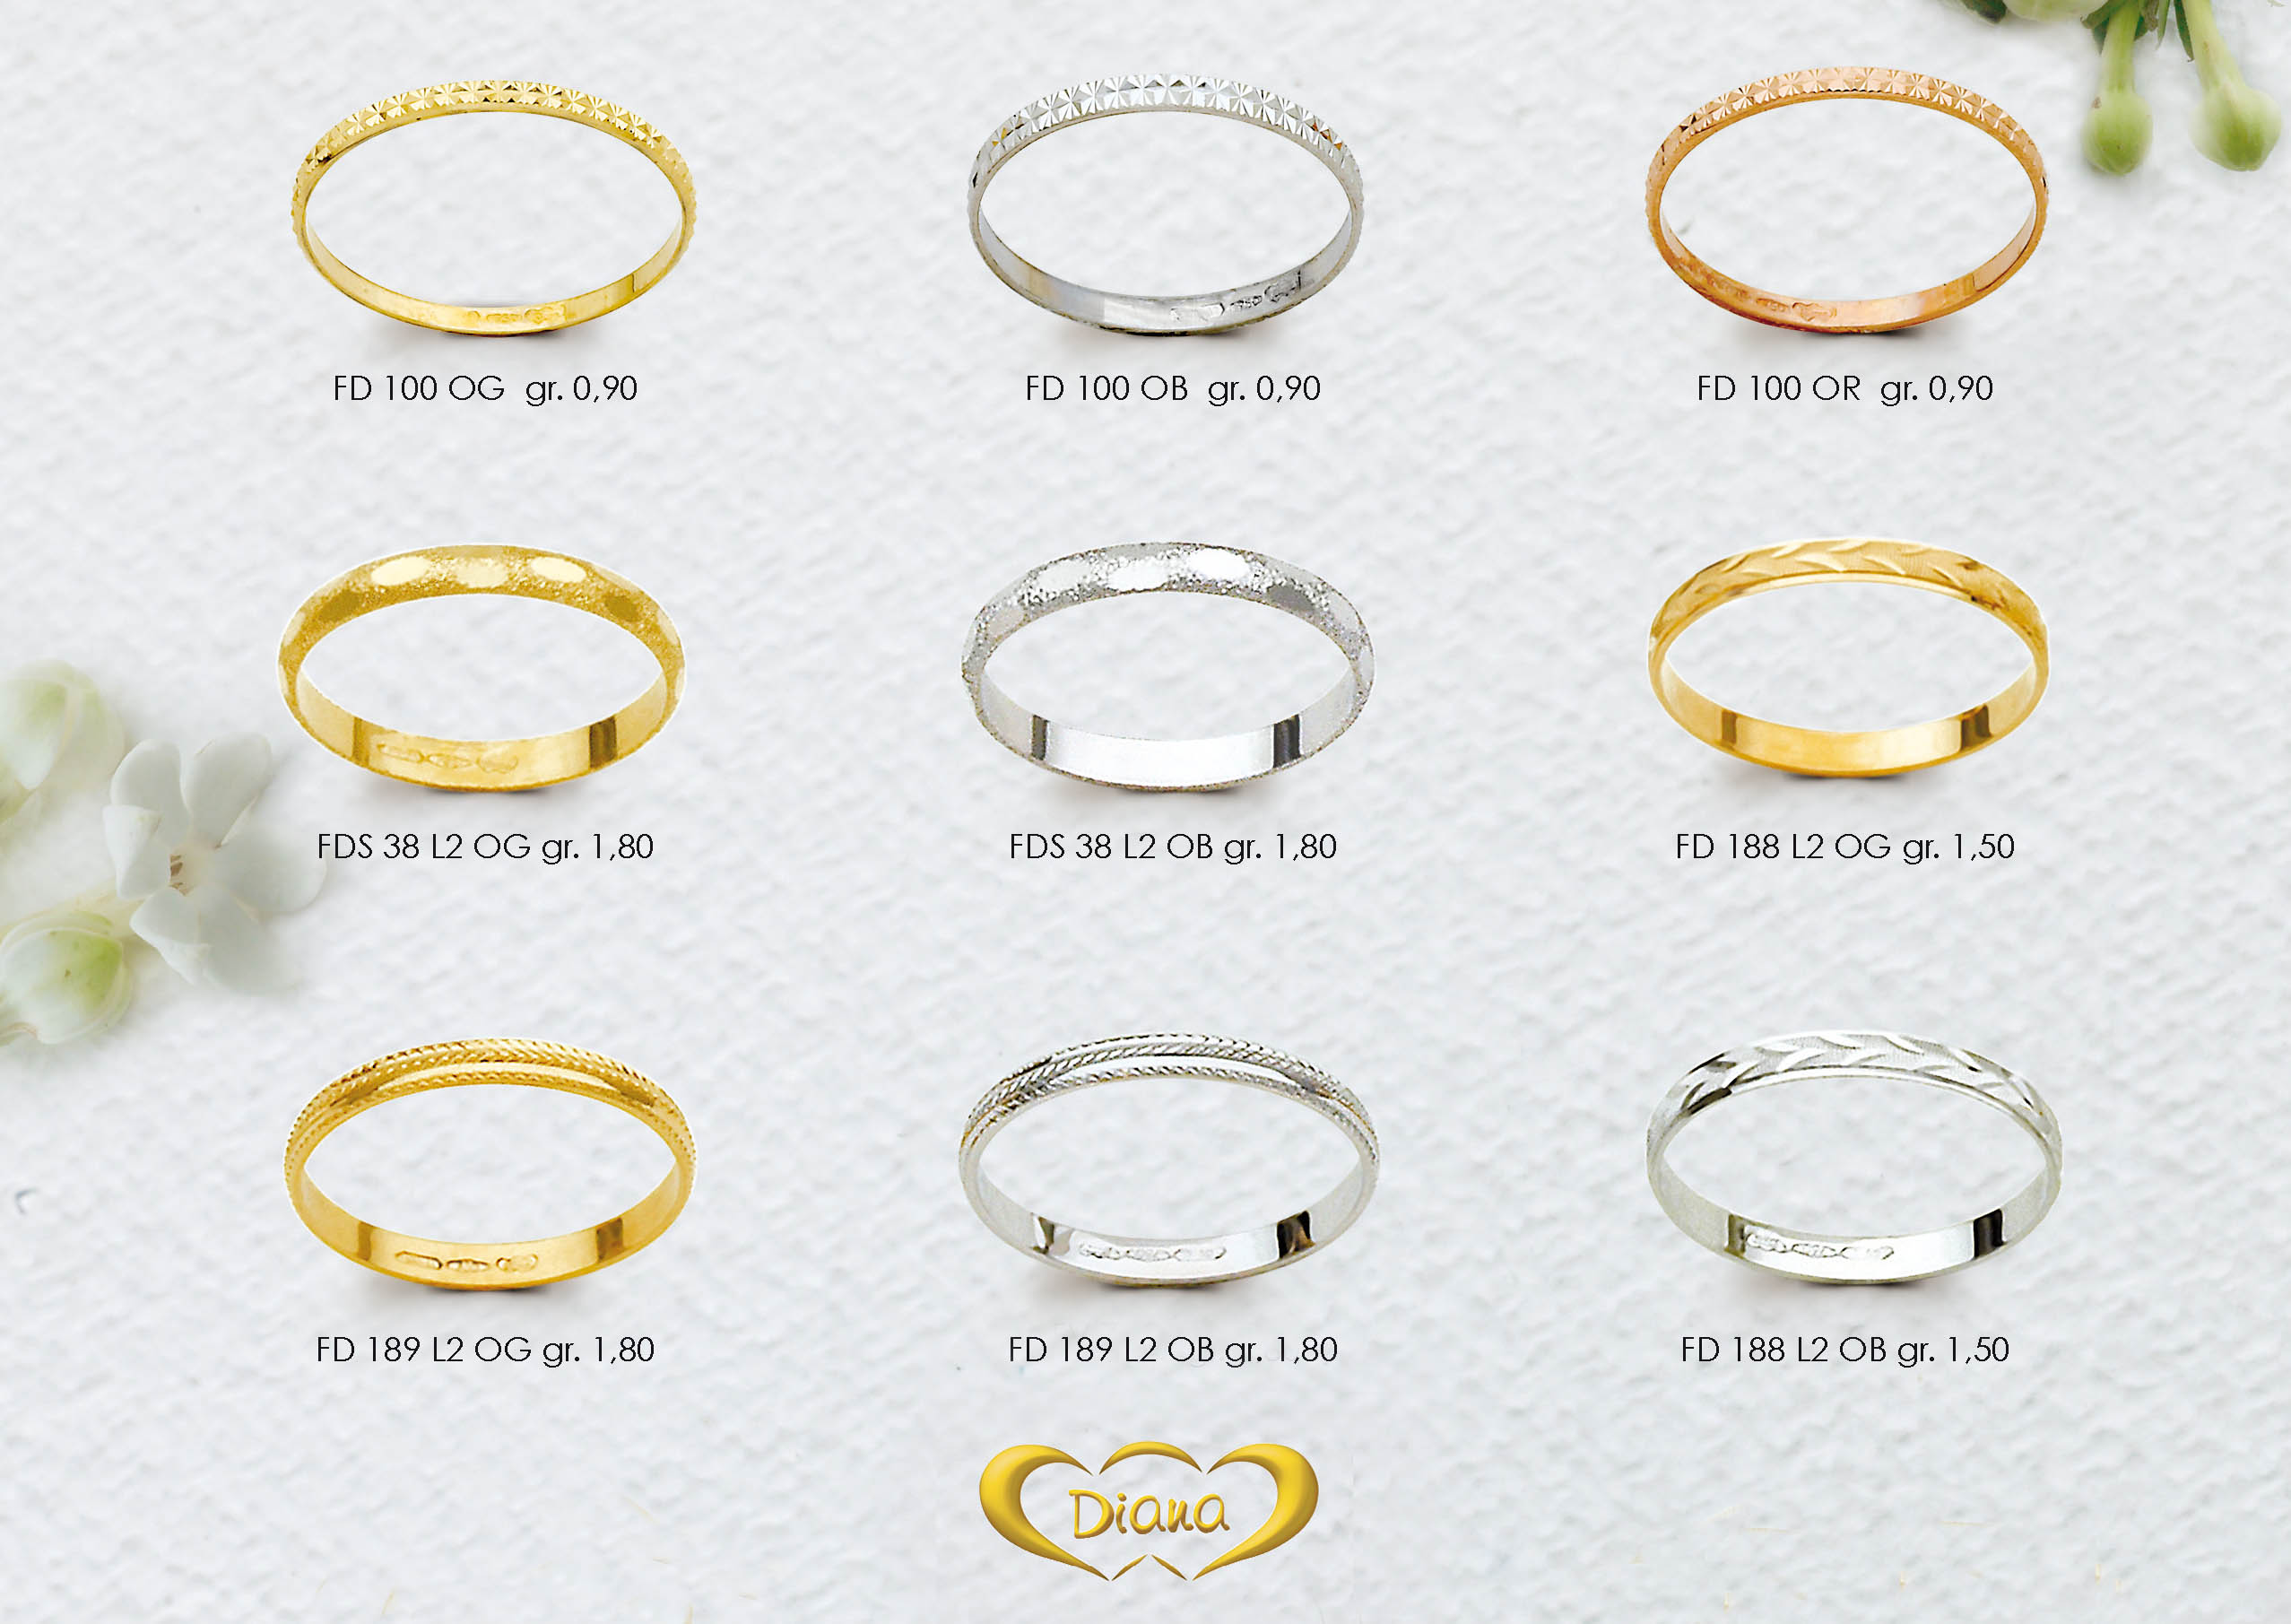 FD 100 OG gr. 0,90
FD 100 OB gr. 0,90
FD 100 OR gr. 0,90
FDS 38 L2 OG gr. 1,80
FDS 38 L2 OB gr. 1,80
FD 188 L2 OG gr. 1,50
FD 189 L2 OG gr. 1,80
FD 189 L2 OB gr. 1,80
FD 188 L2 OB gr. 1,50
Diana